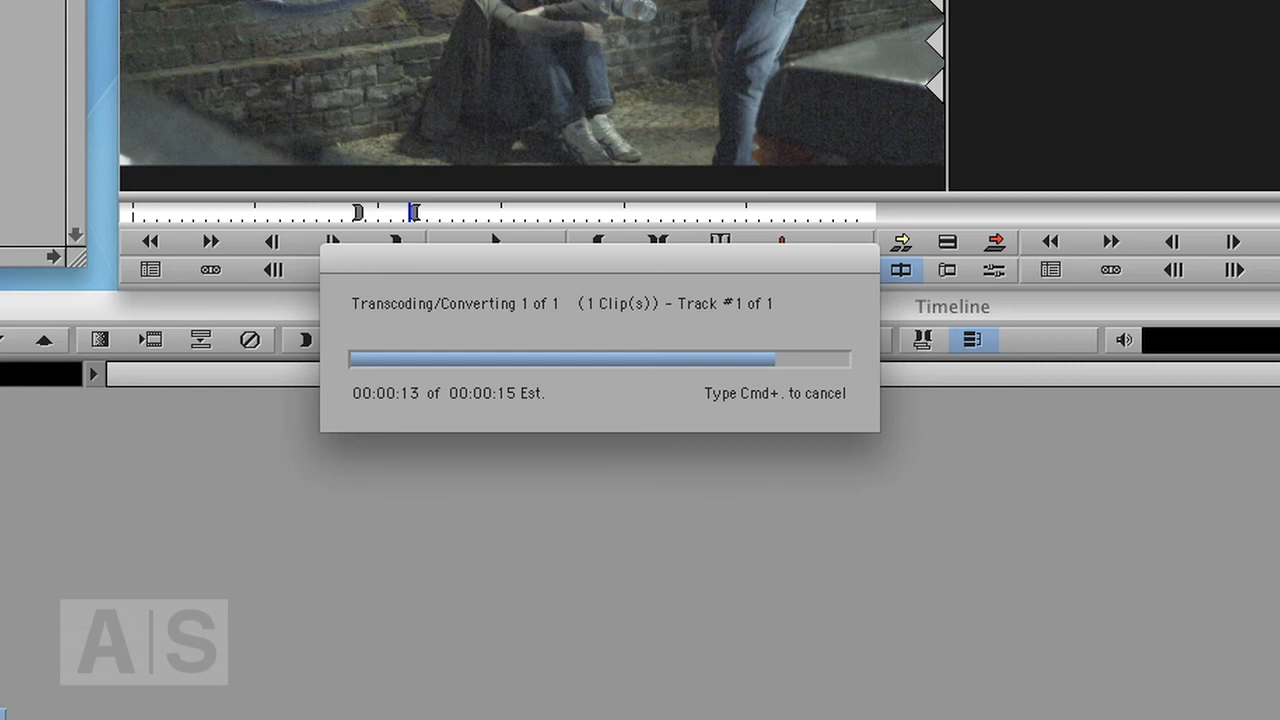 Timeline
Transcoding/Converting 1 of 1 (1 Clip(s)) - Track #1 of 1
00:00:13 of 00:00:15 Est.
Type Cmd+. to cancel
A|S